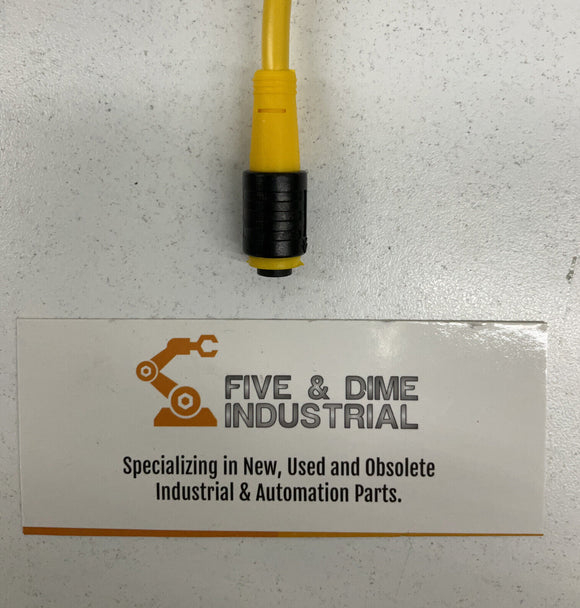 FIVE & DIME
INDUSTRIAL
Specializing in New, Used and Obsolete
Industrial & Automation Parts.